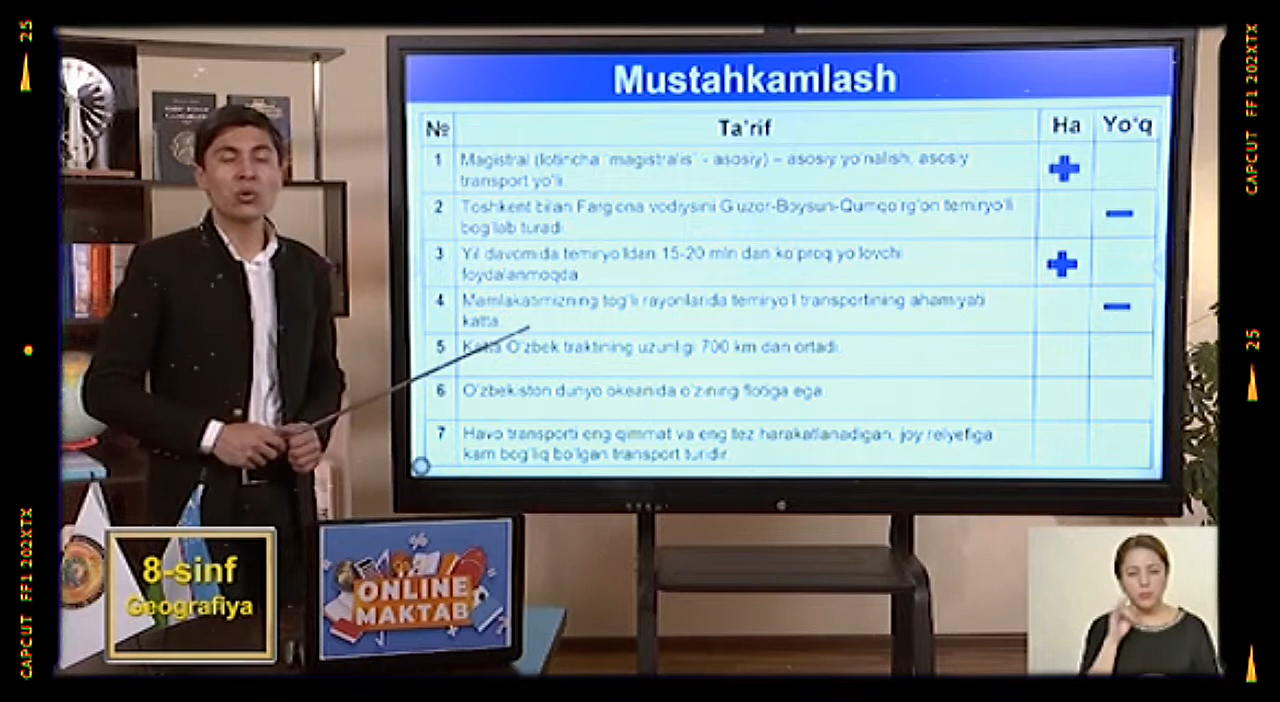 25
CAPCUT FF1 202XTX
Mustahkamlash
№ Ta'rif Ha Yo'q
1 Magistral (lotincha "magistralis" - asosiy) – asosiy yo'nalish, asosiy
transport yo'li.
2 Toshkent bilan Farg'ona vodiysini G'uzor-Boysun-Qumqo'rg'on temiryo'li
bog'lab turadi.
3 Yil davomida temiryo'lidan 15-20 mln dan ko'proq yo'lovchi
foydalanmoqda.
4 Mamlakatimizning tog'li rayonlarida temiryo'l transportining ahamiyati
katta.
5 Katta O'zbek traktining uzunligi 700 km dan ortadi.
6 O'zbekiston dunyo okeanida o'zining flotiga ega.
7 Havo transporti eng qimmat va eng tez harakatlanadigan, joy relyefiga
kam bog'liq bo'lgan transport turidir.
25
8-sinf
Geografiya
ONLINE
MAKTAB
CAPCUT FF1 202XTX